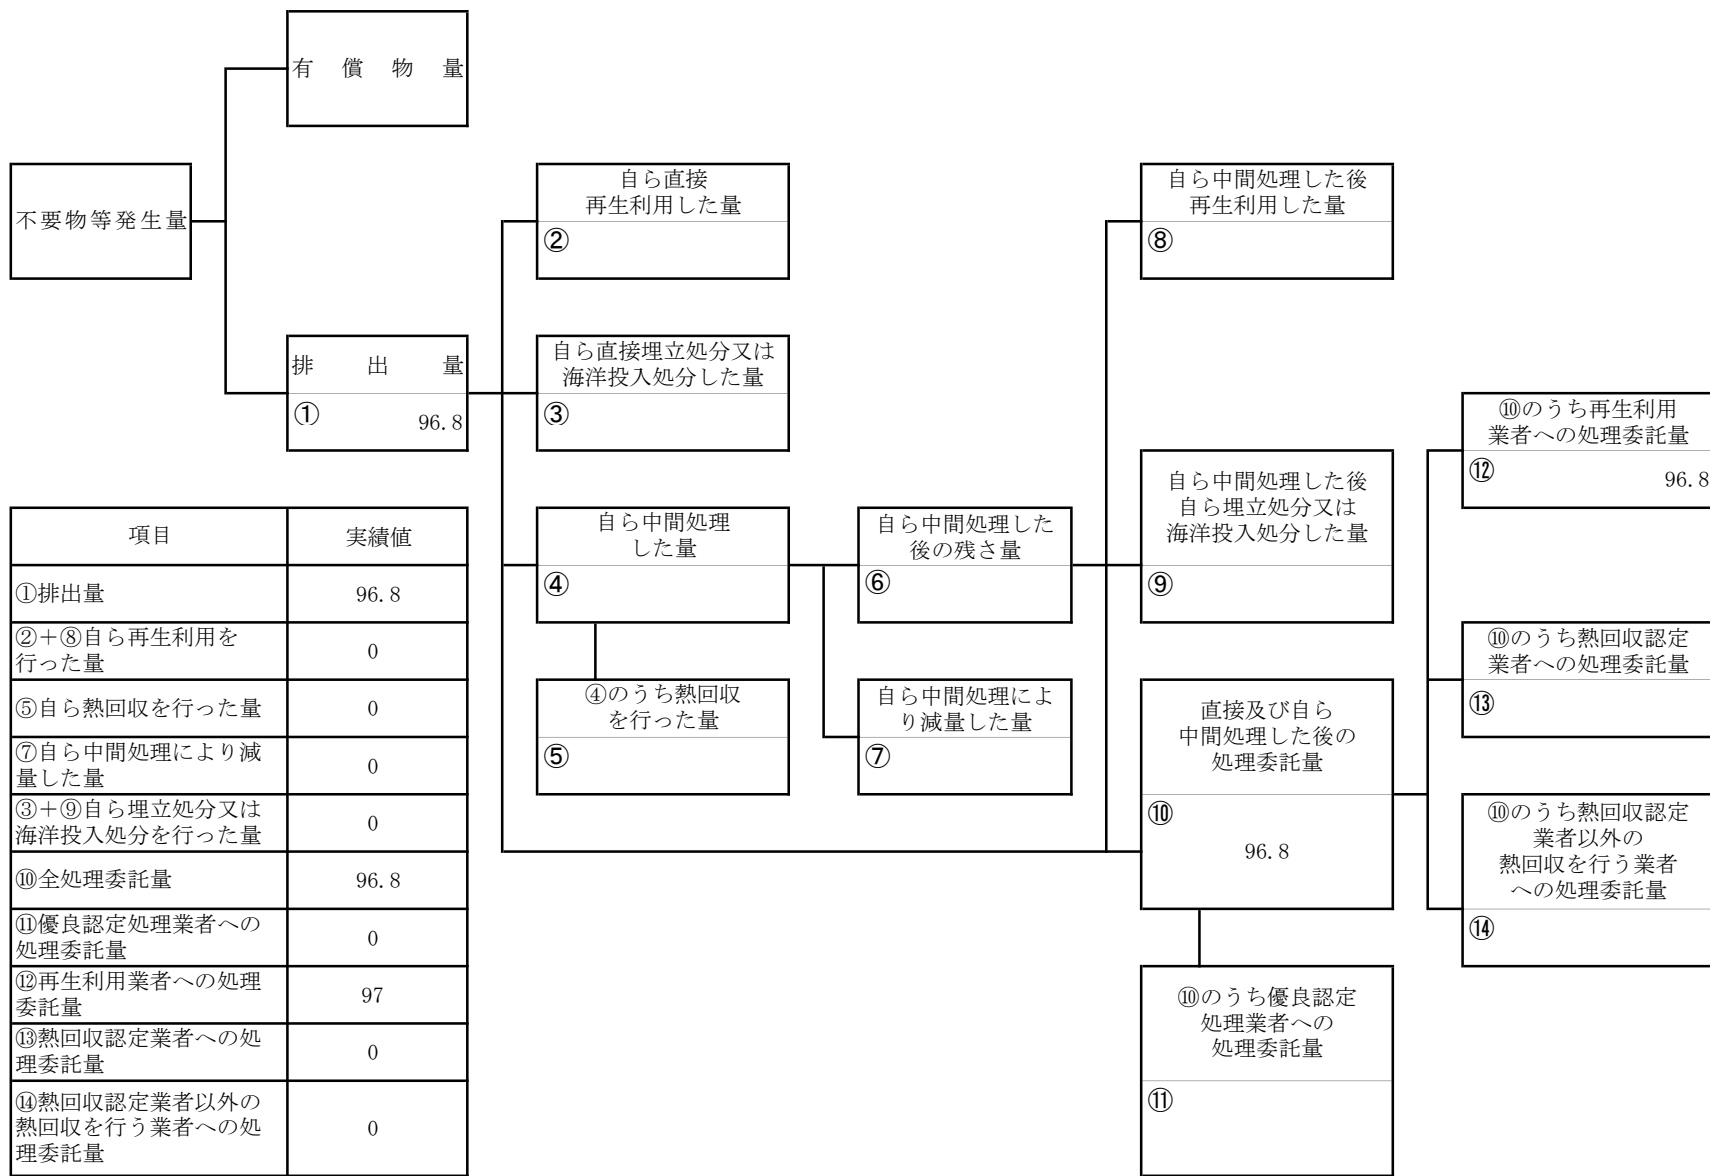 有償物量
不要物等発生量
排出量
①
96.8
自ら直接
再生利用した量
②
自ら直接埋立処分又は
海洋投入処分した量
③
自ら中間処理
した量
④
④のうち熱回収
を行った量
⑤
自ら中間処理した
後の残さ量
⑥
自ら中間処理によ
り減量した量
⑦
自ら中間処理した後
再生利用した量
⑧
自ら中間処理した後
自ら埋立処分又は
海洋投入処分した量
⑨
直接及び自ら
中間処理した後の
処理委託量
⑩
96.8
⑩のうち優良認定
処理業者への
処理委託量
⑪
⑩のうち再生利用
業者への処理委託量
⑫
96.8
⑩のうち熱回収認定
業者への処理委託量
⑬
⑩のうち熱回収認定
業者以外の
熱回収を行う業者
への処理委託量
⑭
項目 実績値
①排出量 96.8
②＋⑧自ら再生利用を
行った量 0
⑤自ら熱回収を行った量 0
⑦自ら中間処理により減
量した量 0
③＋⑨自ら埋立処分又は
海洋投入処分を行った量 0
⑩全処理委託量 96.8
⑪優良認定処理業者への
処理委託量 0
⑫再生利用業者への処理
委託量 97
⑬熱回収認定業者への処
理委託量 0
⑭熱回収認定業者以外の
熱回収を行う業者への処
理委託量 0